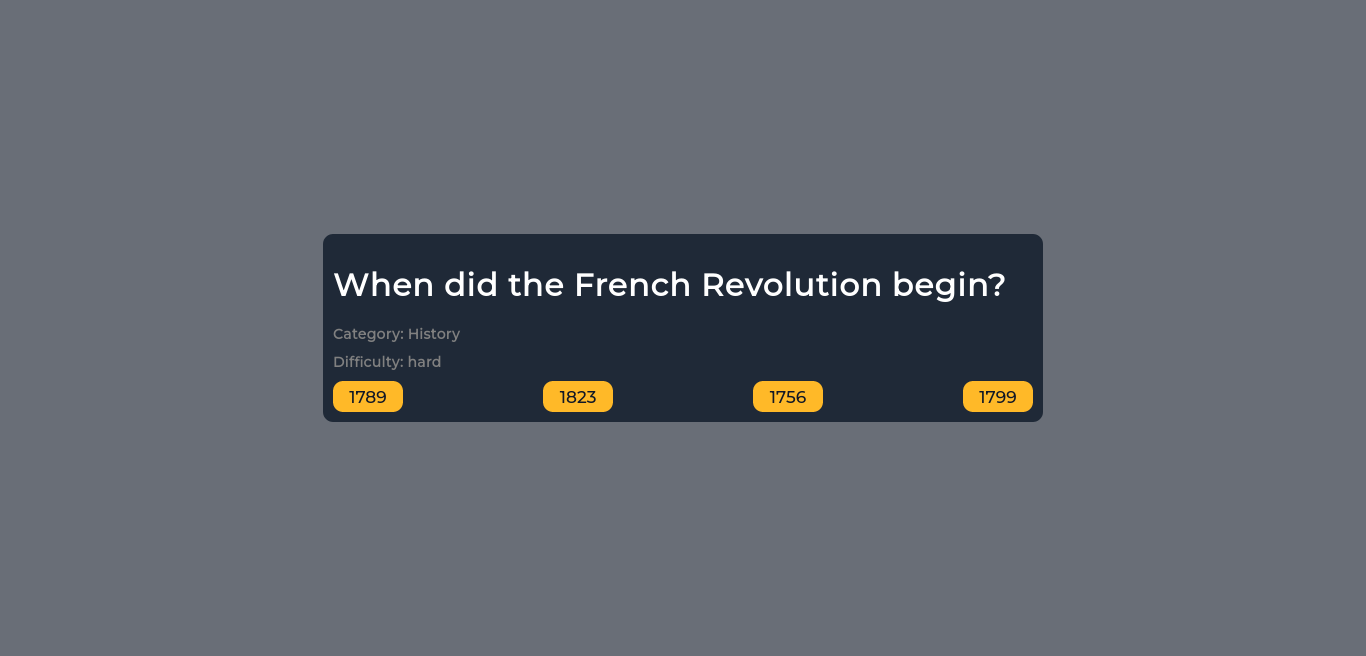 When did the French Revolution begin?
Category: History
Difficulty: hard
1789 1823 1756 1799